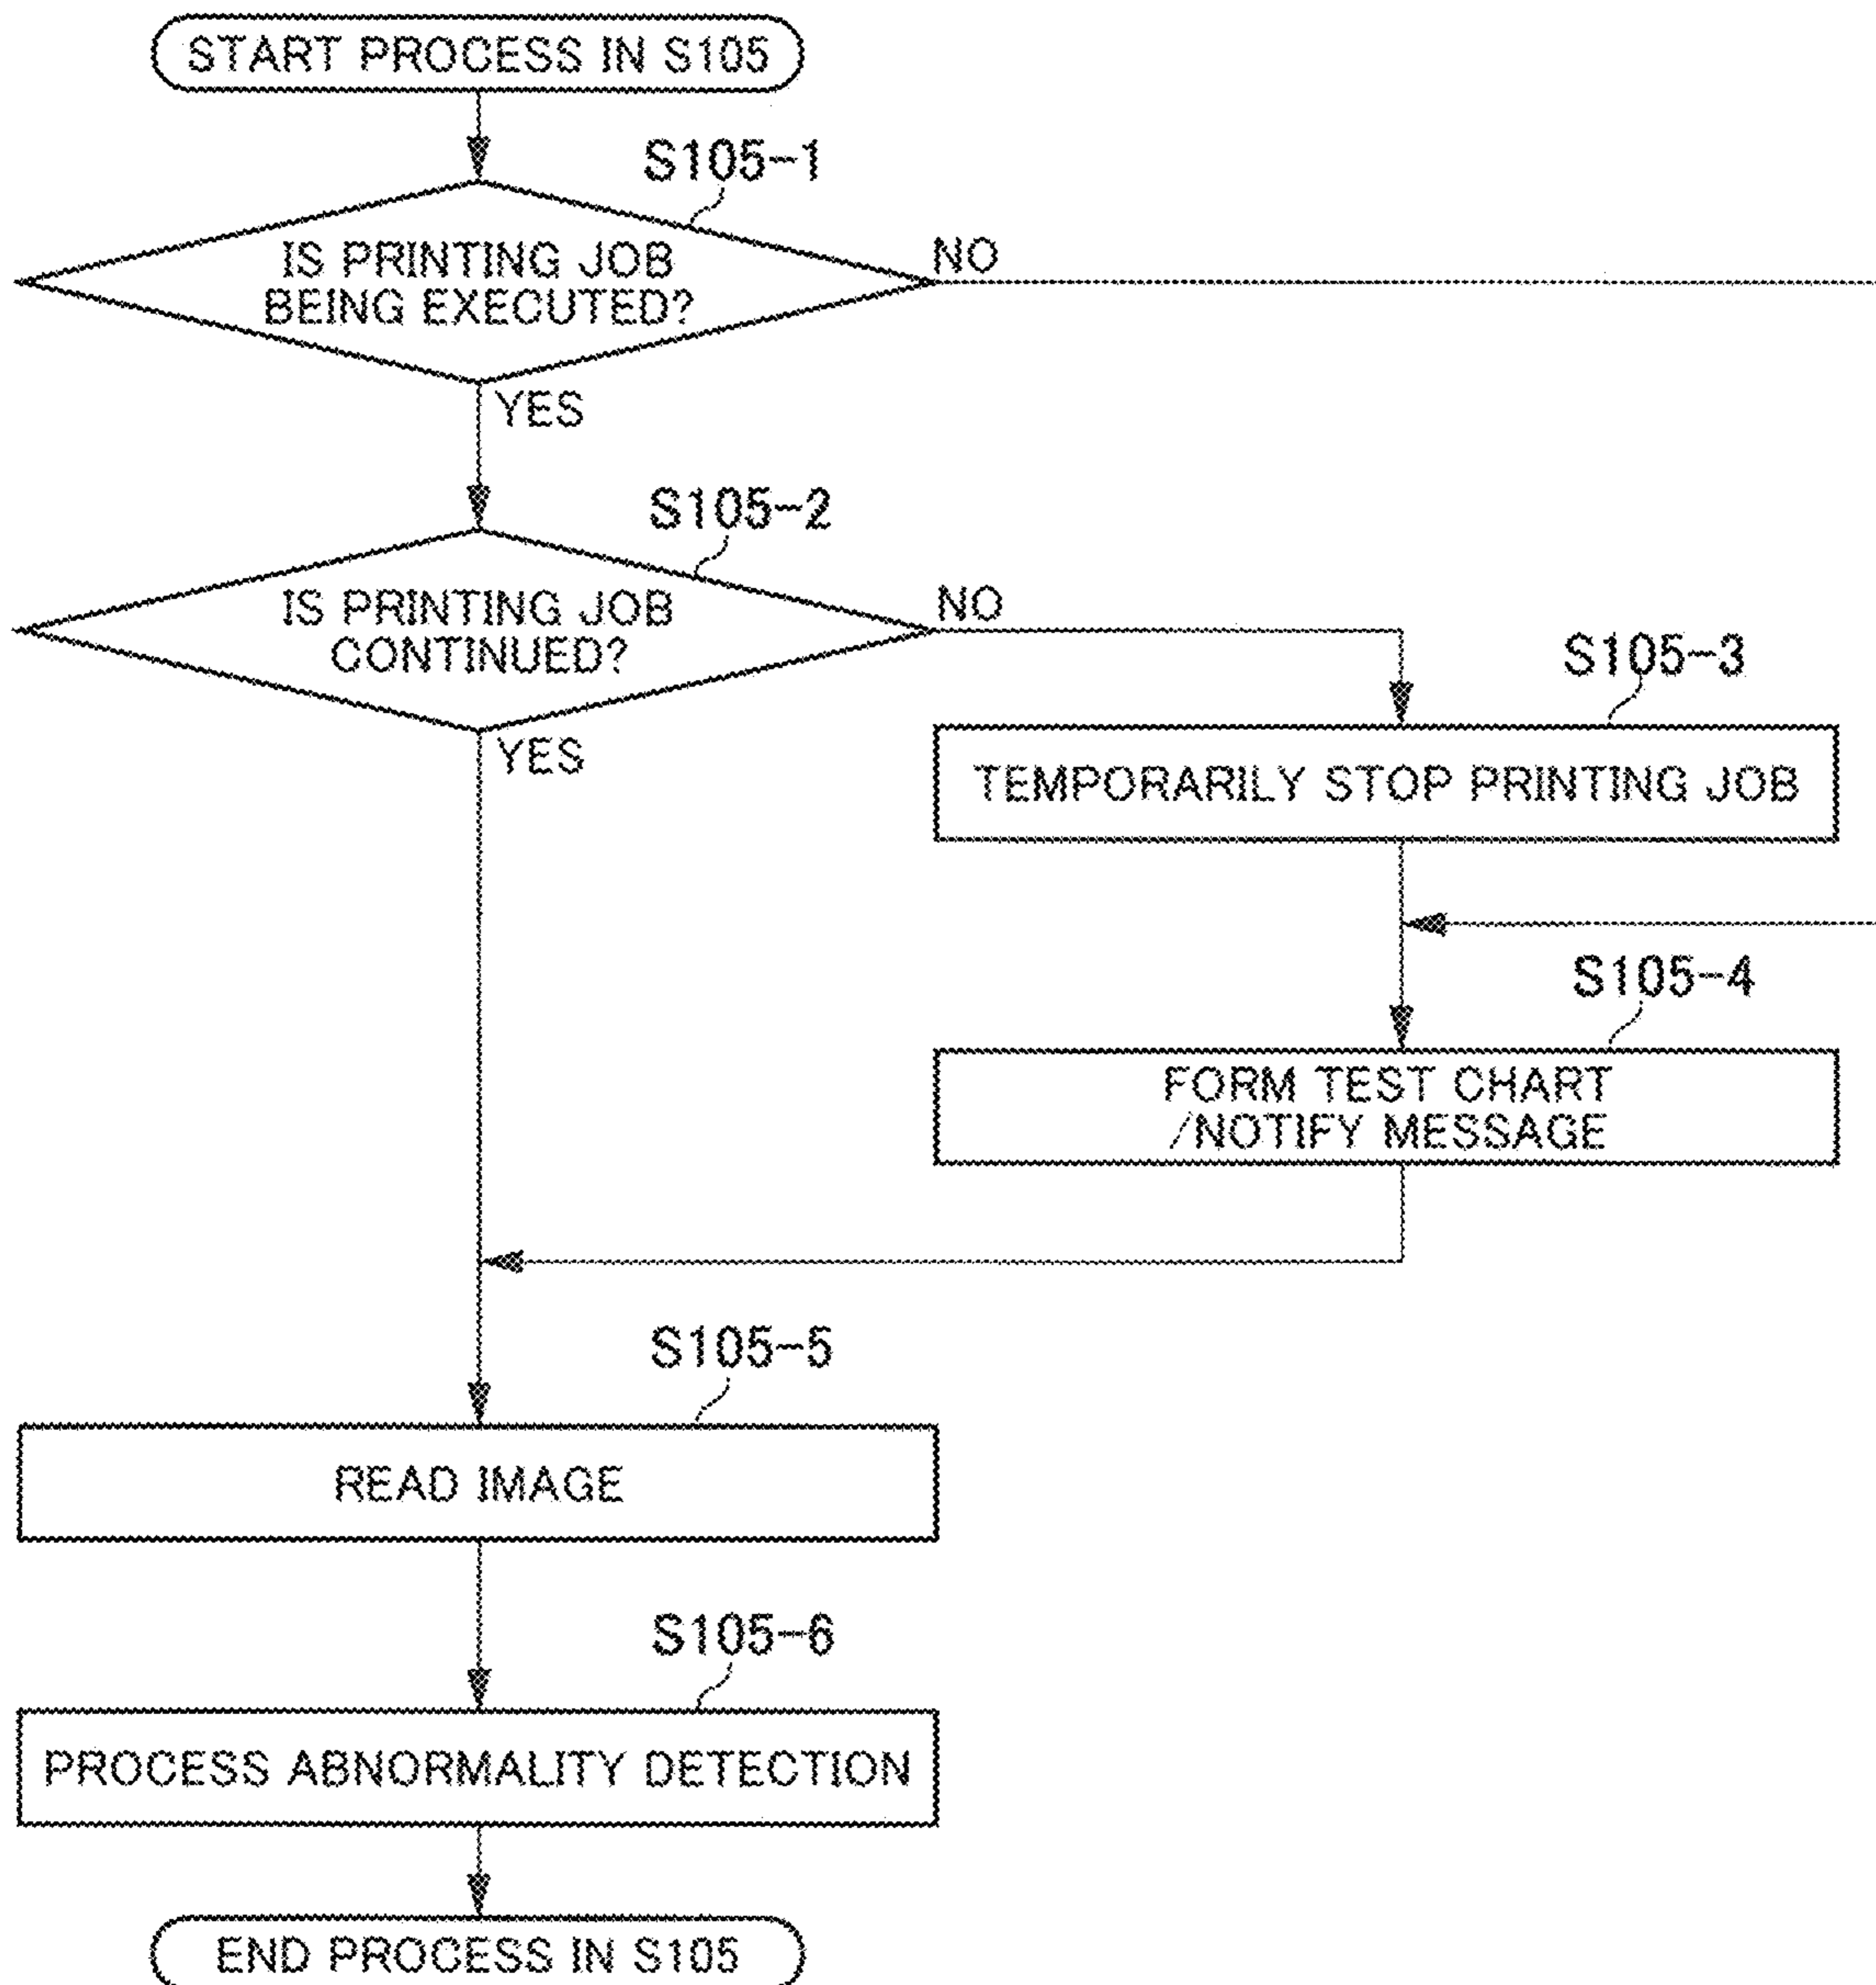 START PROCESS IN S105
S105-1
IS PRINTING JOB
BEING EXECUTED?
NO
YES
S105-2
IS PRINTING JOB
CONTINUED?
NO
YES
S105-3
TEMPORARILY STOP PRINTING JOB
S105-4
FORM TEST CHART
/NOTIFY MESSAGE
S105-5
READ IMAGE
S105-6
PROCESS ABNORMALITY DETECTION
END PROCESS IN S105